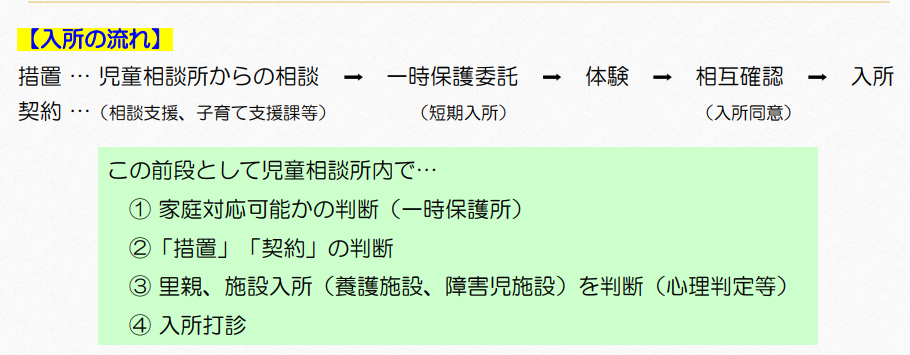 【入所の流れ】
措置 … 児童相談所からの相談 ➡ 一時保護委託 ➡ 体験 ➡ 相互確認 ➡ 入所
契約 …（相談支援、子育て支援課等）（短期入所）（入所同意）
この前段として児童相談所内で…
① 家庭対応可能かの判断（一時保護所）
②「措置」「契約」の判断
③ 里親、施設入所（養護施設、障害児施設）を判断（心理判定等）
④ 入所打診